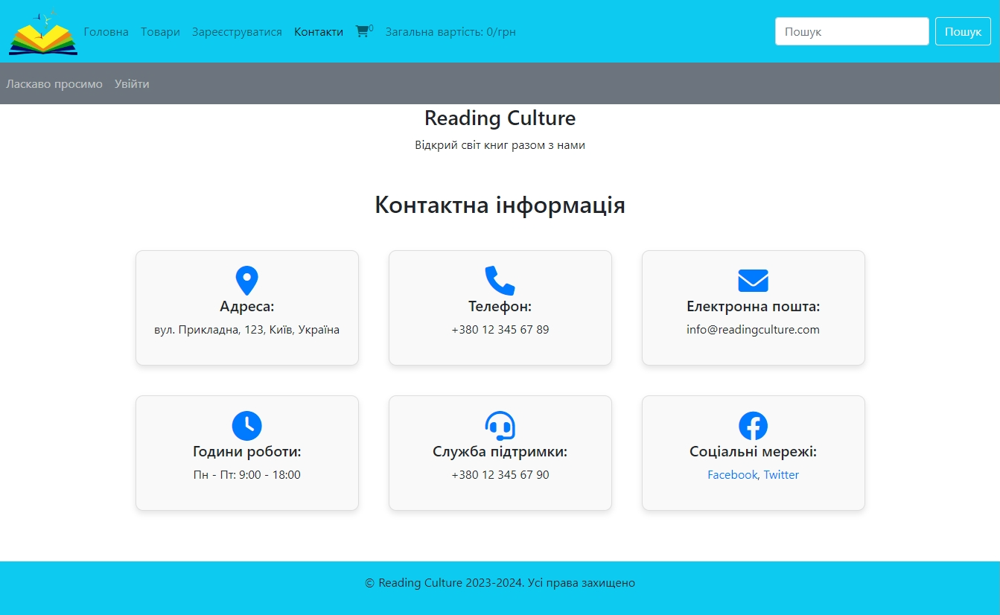 Головна Товари Зареєструватися Контакти 0 Загальна вартість: 0/грн Пошук Пошук
Ласкаво просимо Увійти
Reading Culture
Відкрий світ книг разом з нами
Контактна інформація
Адреса:
вул. Прикладна, 123, Київ, Україна
Телефон:
+380 12 345 67 89
Електронна пошта:
info@readingculture.com
Години роботи:
Пн - Пт: 9:00 - 18:00
Служба підтримки:
+380 12 345 67 90
Соціальні мережі:
Facebook, Twitter
© Reading Culture 2023-2024. Усі права захищено